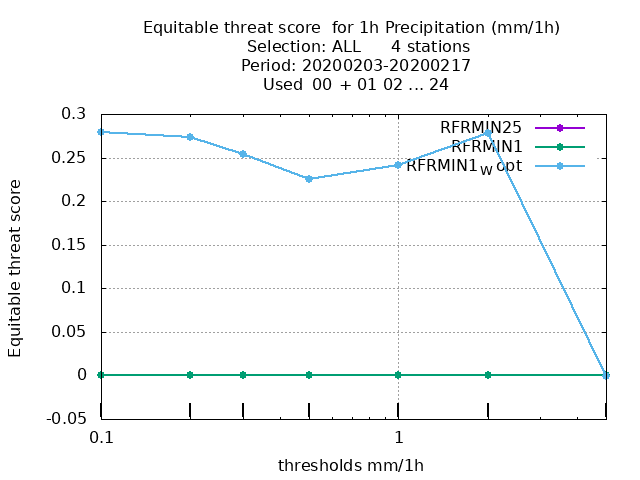 Equitable threat score  for 1h Precipitation (mm/1h)
Selection: ALL      4 stations
Period: 20200203-20200217
Used  00 + 01 02 ... 24
0.3
0.25
0.2
0.15
0.1
0.05
0
-0.05
Equitable threat score
RFRMIN25
RFRMIN1
RFRMIN1w opt
0.1
1
thresholds mm/1h